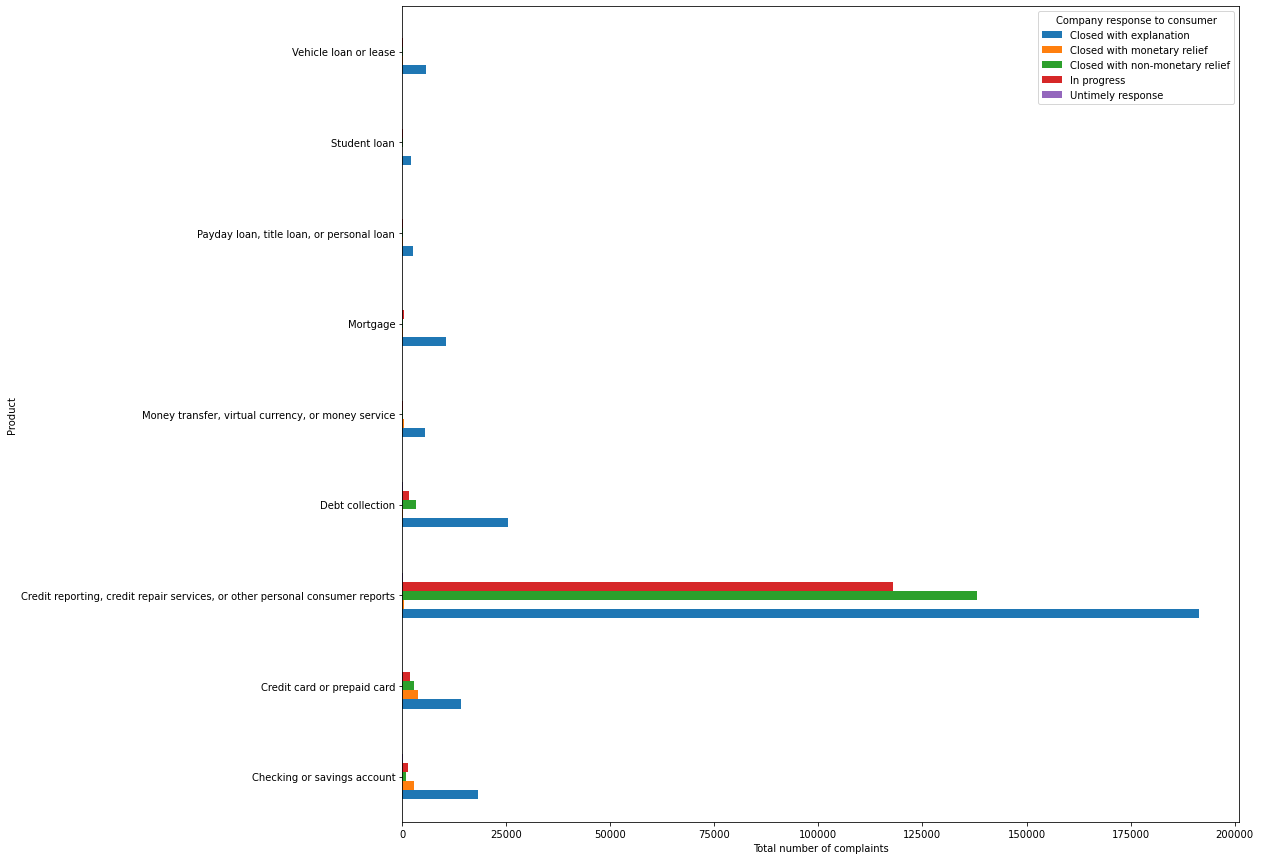 Company response to consumer
Closed with explanation
Closed with monetary relief
Closed with non-monetary relief
In progress
Untimely response
Product
Vehicle loan or lease
Student loan
Payday loan, title loan, or personal loan
Mortgage
Money transfer, virtual currency, or money service
Debt collection
Credit reporting, credit repair services, or other personal consumer reports
Credit card or prepaid card
Checking or savings account
0 25000 50000 75000 100000 125000 150000 175000 200000
Total number of complaints